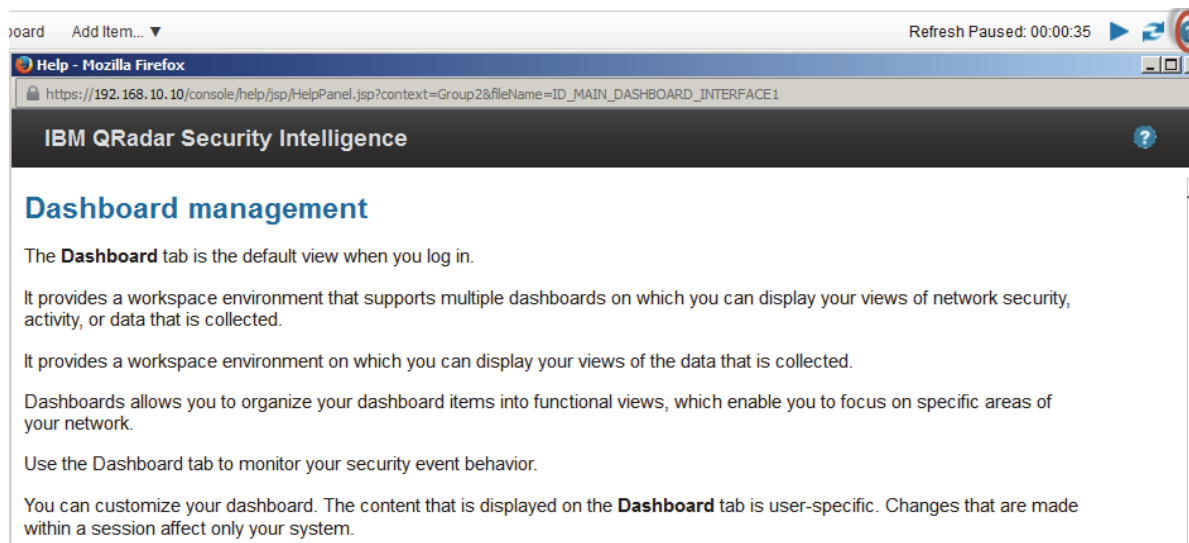 Add Item... ▼ Refresh Paused: 00:00:35
Help - Mozilla Firefox
https://192.168.10.10/console/help/jsp/HelpPanel.jsp?context=Group2&fileName=ID_MAIN_DASHBOARD_INTERFACE1
IBM QRadar Security Intelligence ?
Dashboard management
The Dashboard tab is the default view when you log in.
It provides a workspace environment that supports multiple dashboards on which you can display your views of network security,
activity, or data that is collected.
It provides a workspace environment on which you can display your views of the data that is collected.
Dashboards allows you to organize your dashboard items into functional views, which enable you to focus on specific areas of
your network.
Use the Dashboard tab to monitor your security event behavior.
You can customize your dashboard. The content that is displayed on the Dashboard tab is user-specific. Changes that are made
within a session affect only your system.